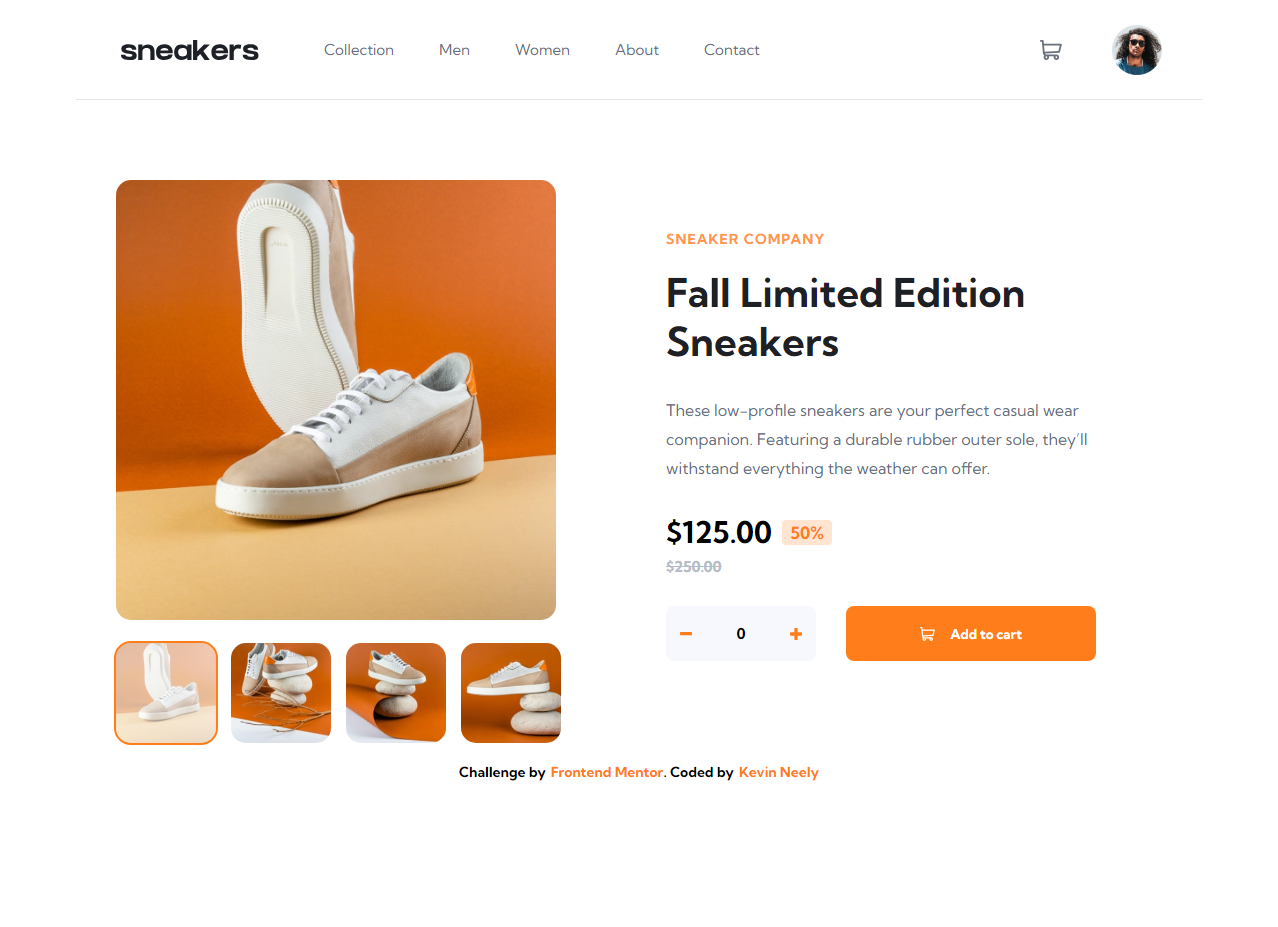 sneakers
Collection Men Women About Contact
SNEAKER COMPANY
Fall Limited Edition
Sneakers
These low-profile sneakers are your perfect casual wear
companion. Featuring a durable rubber outer sole, they’ll
withstand everything the weather can offer.
$125.00 50%
$250.00
0
Add to cart
Challenge by Frontend Mentor. Coded by Kevin Neely